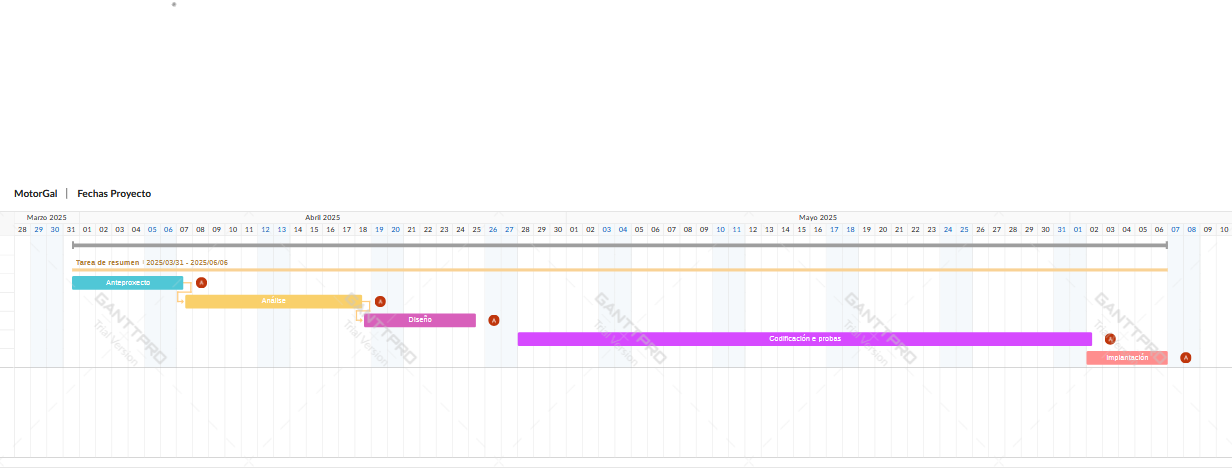 MotorGal | Fechas Proyecto
Marzo 2025 Abril 2025 Mayo 2025
28 29 30 31 01 02 03 04 05 06 07 08 09 10 11 12 13 14 15 16 17 18 19 20 21 22 23 24 25 26 27 28 29 30 01 02 03 04 05 06 07 08 09 10 11 12 13 14 15 16 17 18 19 20 21 22 23 24 25 26 27 28 29 30 31 01 02 03 04 05 06 07 08 09 10
Tarea de resumen : 2025/03/31 - 2025/06/06
Anteproxecto A
Análise A
Diseño A
Codificación e probas A
Implantación A
GANTTPRO
Trial Version
GANTTPRO
Trial Version
GANTTPRO
Trial Version
GANTTPRO
Trial Version
GANTTPRO
Trial Version